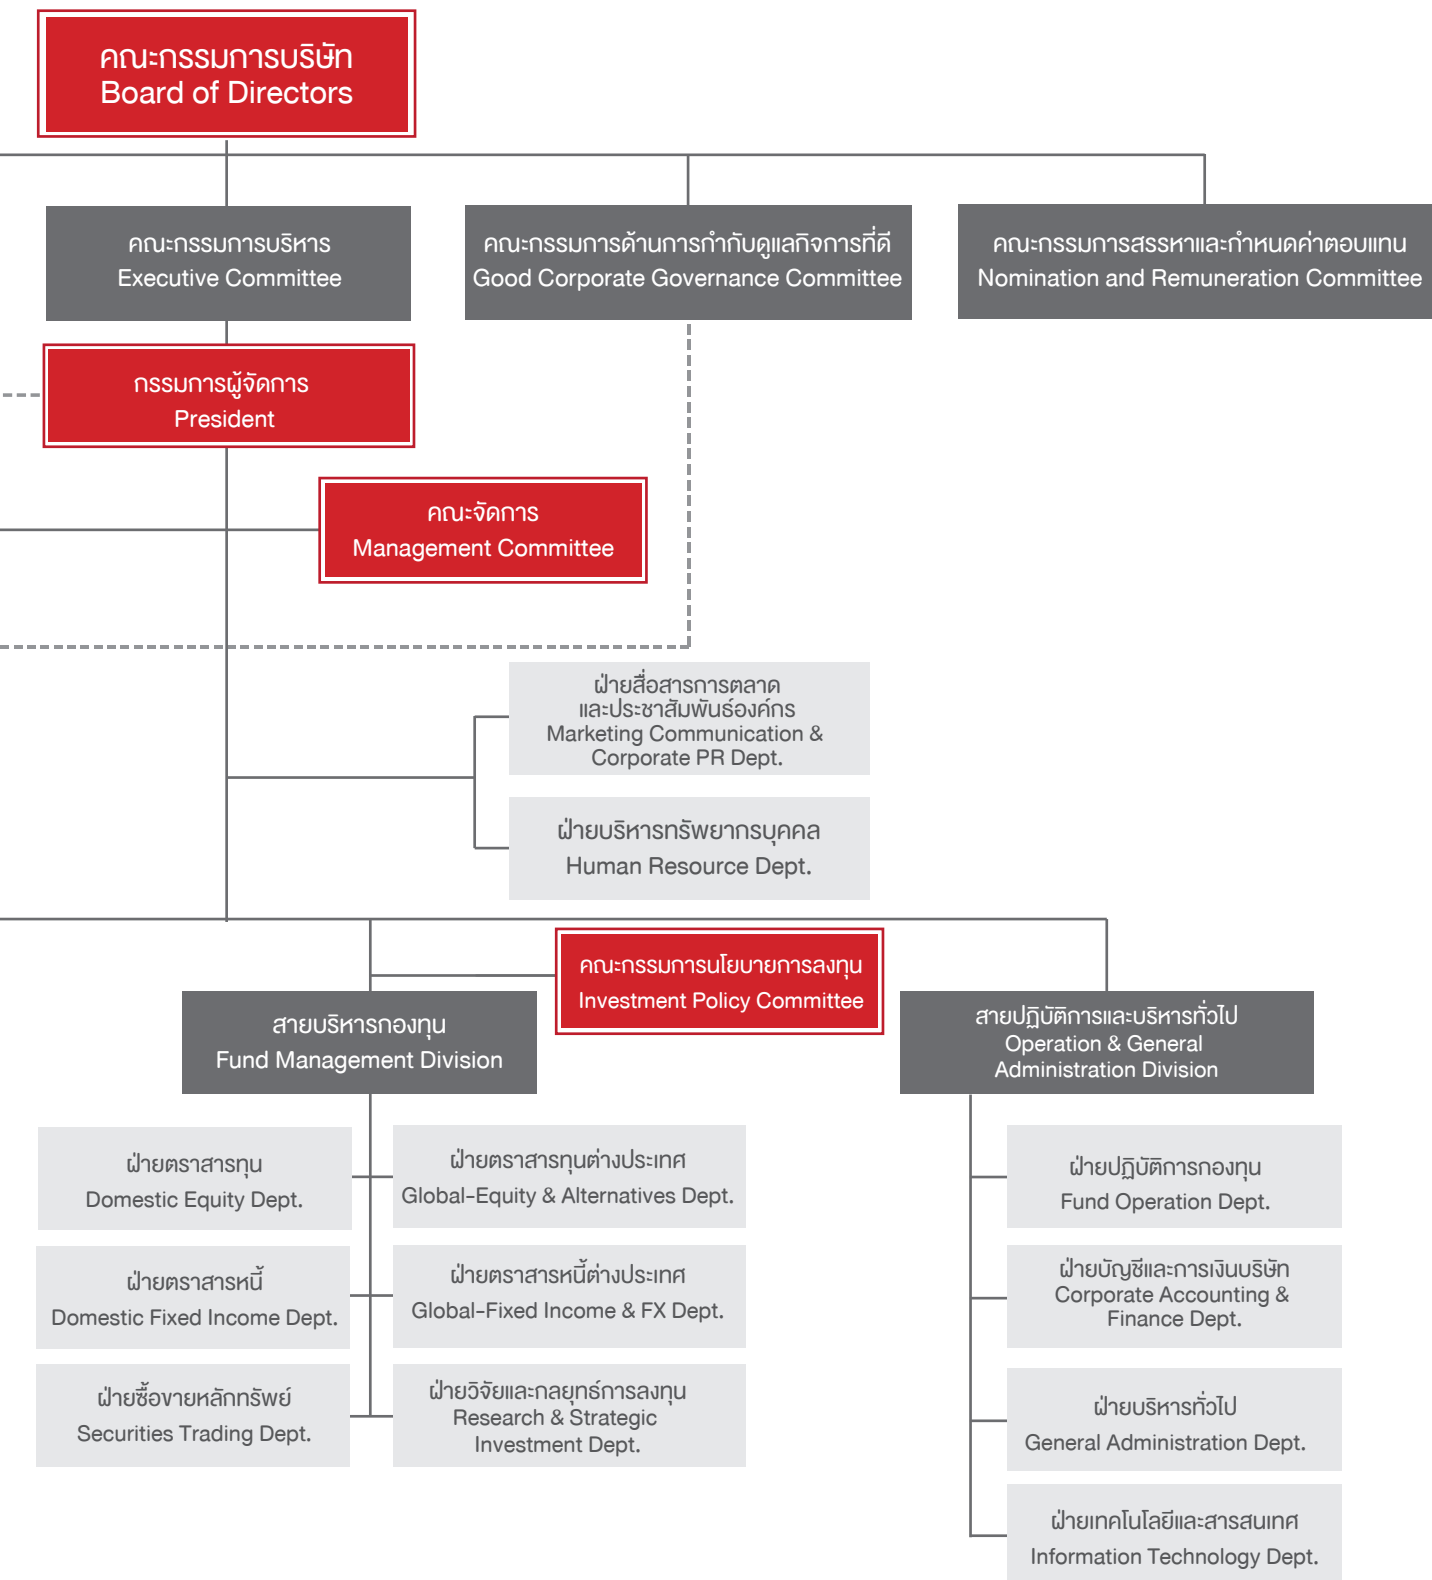 คณะกรรมการบริษัท
Board of Directors
คณะกรรมการบริหาร
Executive Committee
คณะกรรมการด้านการกำกับดูแลกิจการที่ดี
Good Corporate Governance Committee
คณะกรรมการสรรหาและกำหนดค่าตอบแทน
Nomination and Remuneration Committee
กรรมการผู้จัดการ
President
คณะจัดการ
Management Committee
ฝ่ายสื่อสารการตลาด
และประชาสัมพันธ์องค์กร
Marketing Communication &
Corporate PR Dept.
ฝ่ายบริหารทรัพยากรบุคคล
Human Resource Dept.
คณะกรรมการนโยบายการลงทุน
Investment Policy Committee
สายบริหารกองทุน
Fund Management Division
สายปฏิบัติการและบริหารทั่วไป
Operation & General
Administration Division
ฝ่ายตราสารทุน
Domestic Equity Dept.
ฝ่ายตราสารทุนต่างประเทศ
Global-Equity & Alternatives Dept.
ฝ่ายปฏิบัติการกองทุน
Fund Operation Dept.
ฝ่ายตราสารหนี้
Domestic Fixed Income Dept.
ฝ่ายตราสารหนี้ต่างประเทศ
Global-Fixed Income & FX Dept.
ฝ่ายบัญชีและการเงินบริษัท
Corporate Accounting &
Finance Dept.
ฝ่ายซื้อขายหลักทรัพย์
Securities Trading Dept.
ฝ่ายวิจัยและกลยุทธ์การลงทุน
Research & Strategic
Investment Dept.
ฝ่ายบริหารทั่วไป
General Administration Dept.
ฝ่ายเทคโนโลยีและสารสนเทศ
Information Technology Dept.